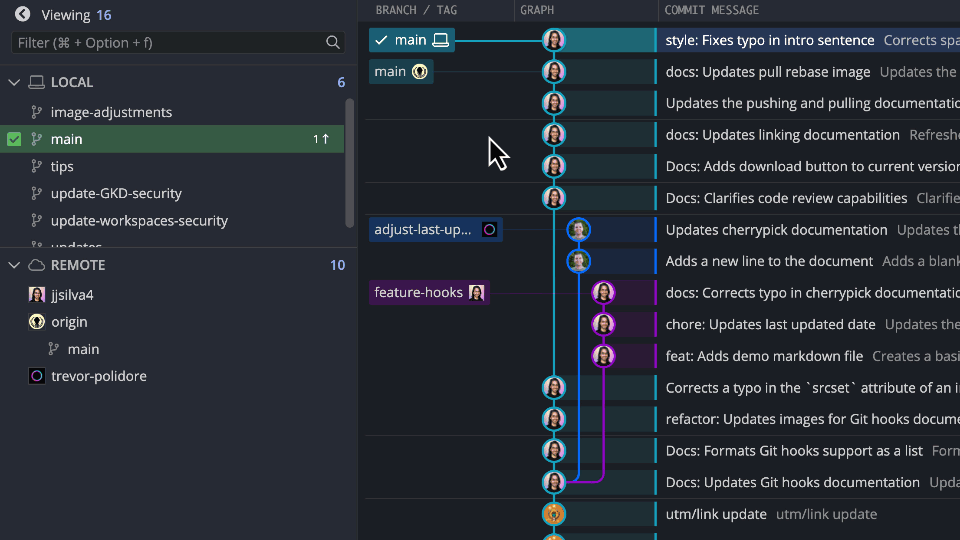 Viewing 16
Filter (⌘ + Option + f)
LOCAL 6
image-adjustments
main 1↑
tips
update-GKD-security
update-workspaces-security
updates
REMOTE 10
jjsilva4
origin
main
trevor-polidore
BRANCH / TAG GRAPH COMMIT MESSAGE
main style: Fixes typo in intro sentence Corrects spa
main docs: Updates pull rebase image Updates the
Updates the pushing and pulling documentatio
docs: Updates linking documentation Refreshe
Docs: Adds download button to current version
Docs: Clarifies code review capabilities Clarifie
adjust-last-up... Updates cherrypick documentation Updates th
Adds a new line to the document Adds a blank
feature-hooks docs: Corrects typo in cherrypick documentatio
chore: Updates last updated date Updates the
feat: Adds demo markdown file Creates a basi
Corrects a typo in the `srcset` attribute of an i
refactor: Updates images for Git hooks docume
Docs: Formats Git hooks support as a list Form
Docs: Updates Git hooks documentation Upda
utm/link update utm/link update